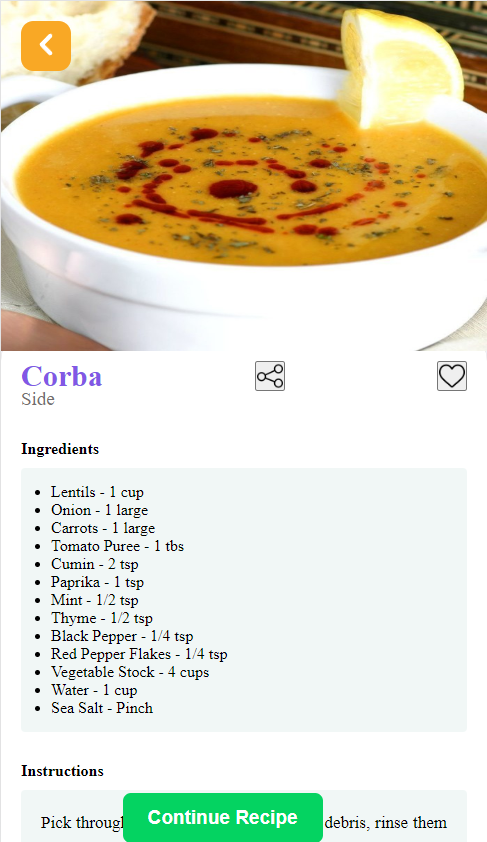 Corba
Side
Ingredients
Lentils - 1 cup
Onion - 1 large
Carrots - 1 large
Tomato Puree - 1 tbs
Cumin - 2 tsp
Paprika - 1 tsp
Mint - 1/2 tsp
Thyme - 1/2 tsp
Black Pepper - 1/4 tsp
Red Pepper Flakes - 1/4 tsp
Vegetable Stock - 4 cups
Water - 1 cup
Sea Salt - Pinch
Instructions
Pick debris, rinse them
Continue Recipe